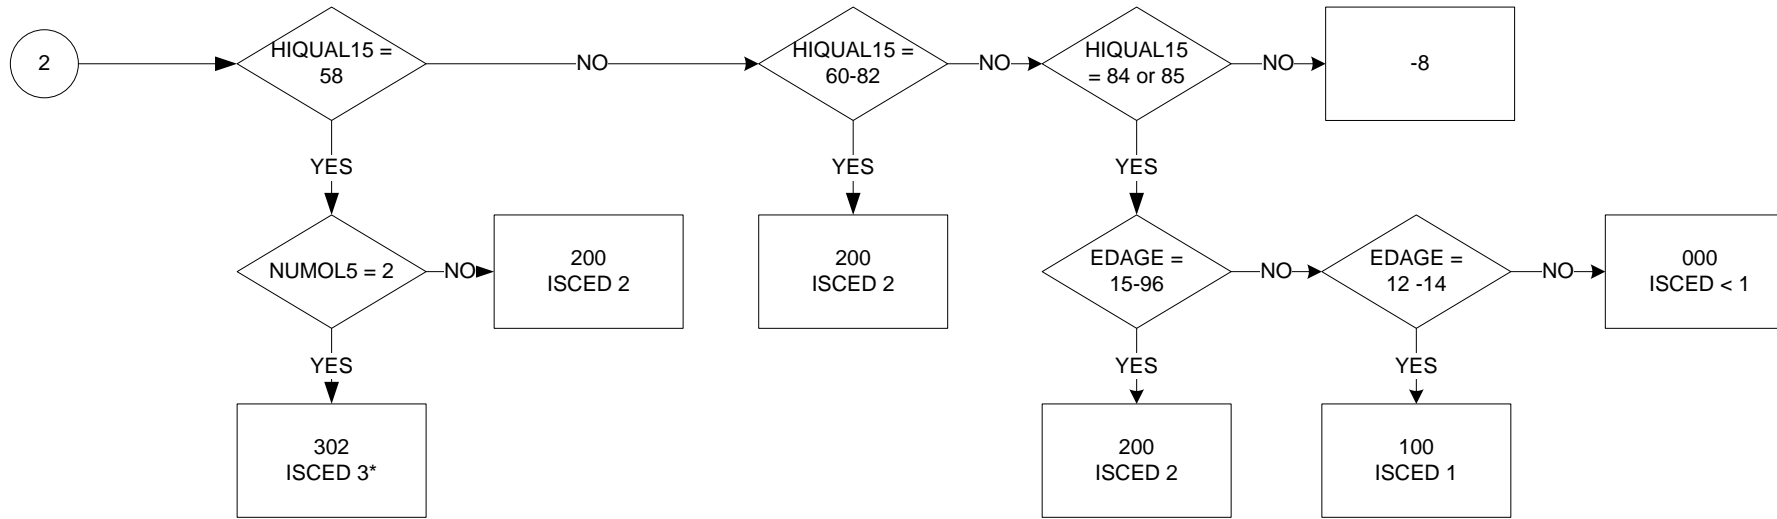 2
HIQUAL15 =
58
NO
HIQUAL15 =
60-82
NO
HIQUAL15
= 84 or 85
NO
-8
YES
YES
YES
NUMOL5 = 2
NO
200
ISCED 2
200
ISCED 2
EDAGE =
15-96
NO
EDAGE =
12 -14
NO
000
ISCED < 1
YES
YES
YES
302
ISCED 3*
200
ISCED 2
100
ISCED 1